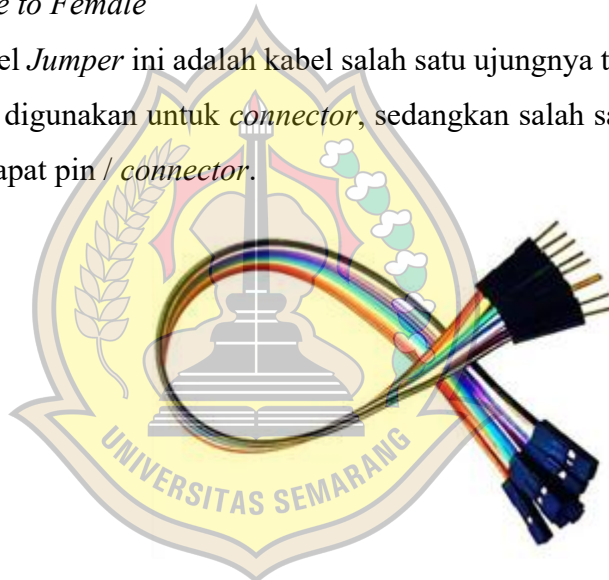 e to Female
el Jumper ini adalah kabel salah satu ujungnya t
digunakan untuk connector, sedangkan salah sa
apat pin / connector.
UNIVERSITAS SEMARANG